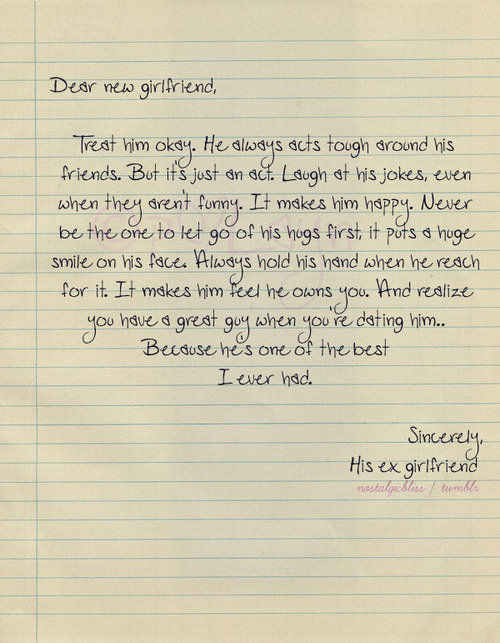 Dear new girlfriend,
Treat him okay. He always acts tough around his
friends. But it's just an act. Laugh at his jokes, even
when they aren't funny. It makes him happy. Never
be the one to let go of his hugs first, it puts a huge
smile on his face. Always hold his hand when he reach
for it. It makes him feel he owns you. And realize
you have a great guy when you're dating him..
Because he's one of the best
I ever had.
Sincerely,
His ex girlfriend
nostalgicbliss / tumblr